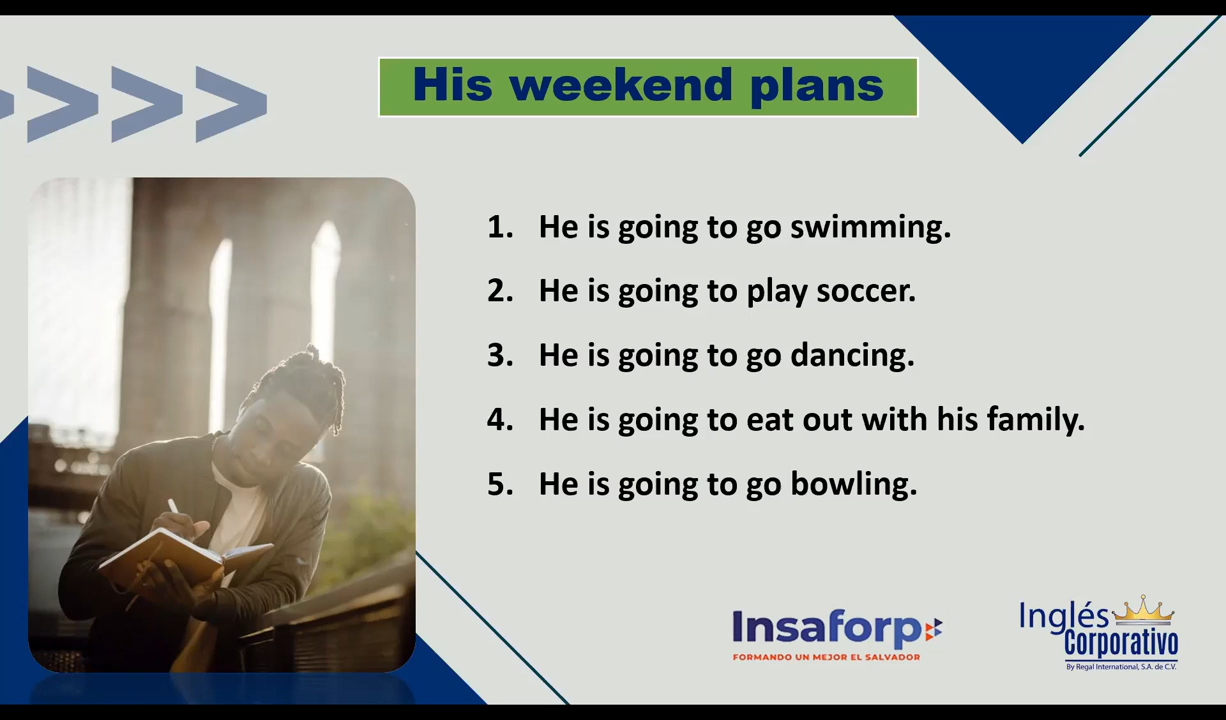 His weekend plans
1. He is going to go swimming.
2. He is going to play soccer.
3. He is going to go dancing.
4. He is going to eat out with his family.
5. He is going to go bowling.
Insaforp
FORMANDO UN MEJOR EL SALVADOR
Inglés
Corporativo
By Regal International, S.A. de C.V.